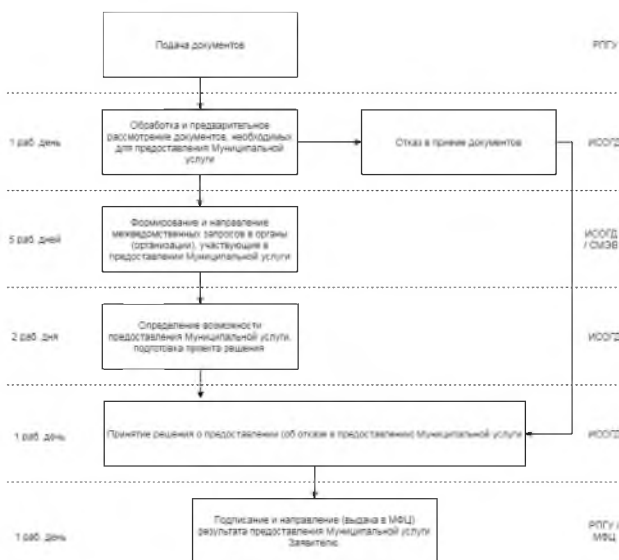 Подача документов
РПГУ
1 раб. день
Обработка и предварительное
рассмотрение документов, необходимых
для предоставления Муниципальной
услуги
Отказ в приеме документов
ИСОГД
5 раб. дней
Формирование и направление
межведомственных запросов в органы
(организации), участвующие в
предоставлении Муниципальной услуги
ИСОГД
/ СМЭВ
2 раб. дня
Определение возможности
предоставления Муниципальной услуги,
подготовка проекта решения
ИСОГД
1 раб. день
Принятие решения о предоставлении (об отказе в предоставлении) Муниципальной услуги
ИСОГД
1 раб. день
Подписание и направление (выдача в МФЦ)
результата предоставления Муниципальной услуги
Заявителю
РПГУ /
МФЦ